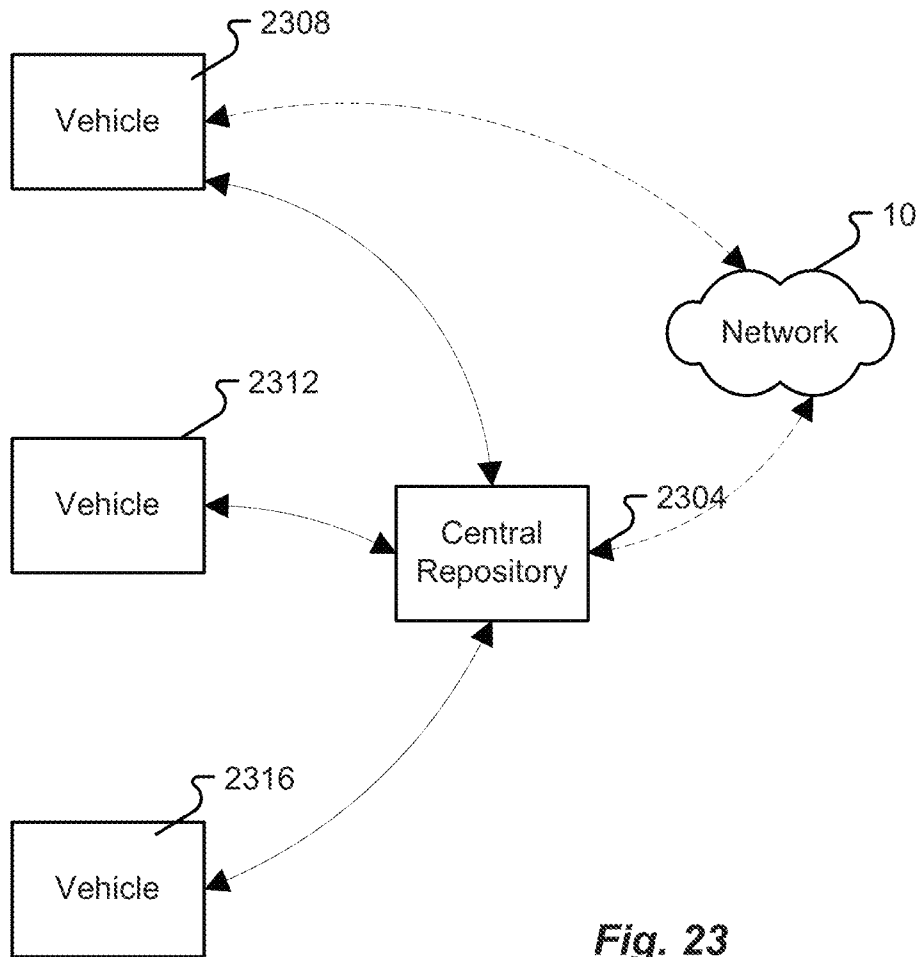 2308
Vehicle
10
Network
2312
Vehicle
2304
Central
Repository
2316
Vehicle
Fig. 23